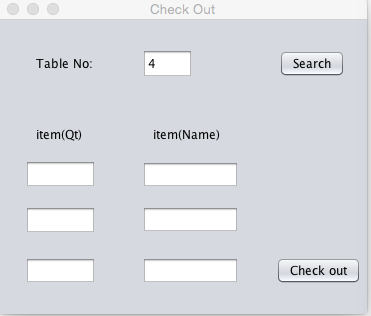 Check Out
Table No: 4 Search
item(Qt) item(Name)
Check out